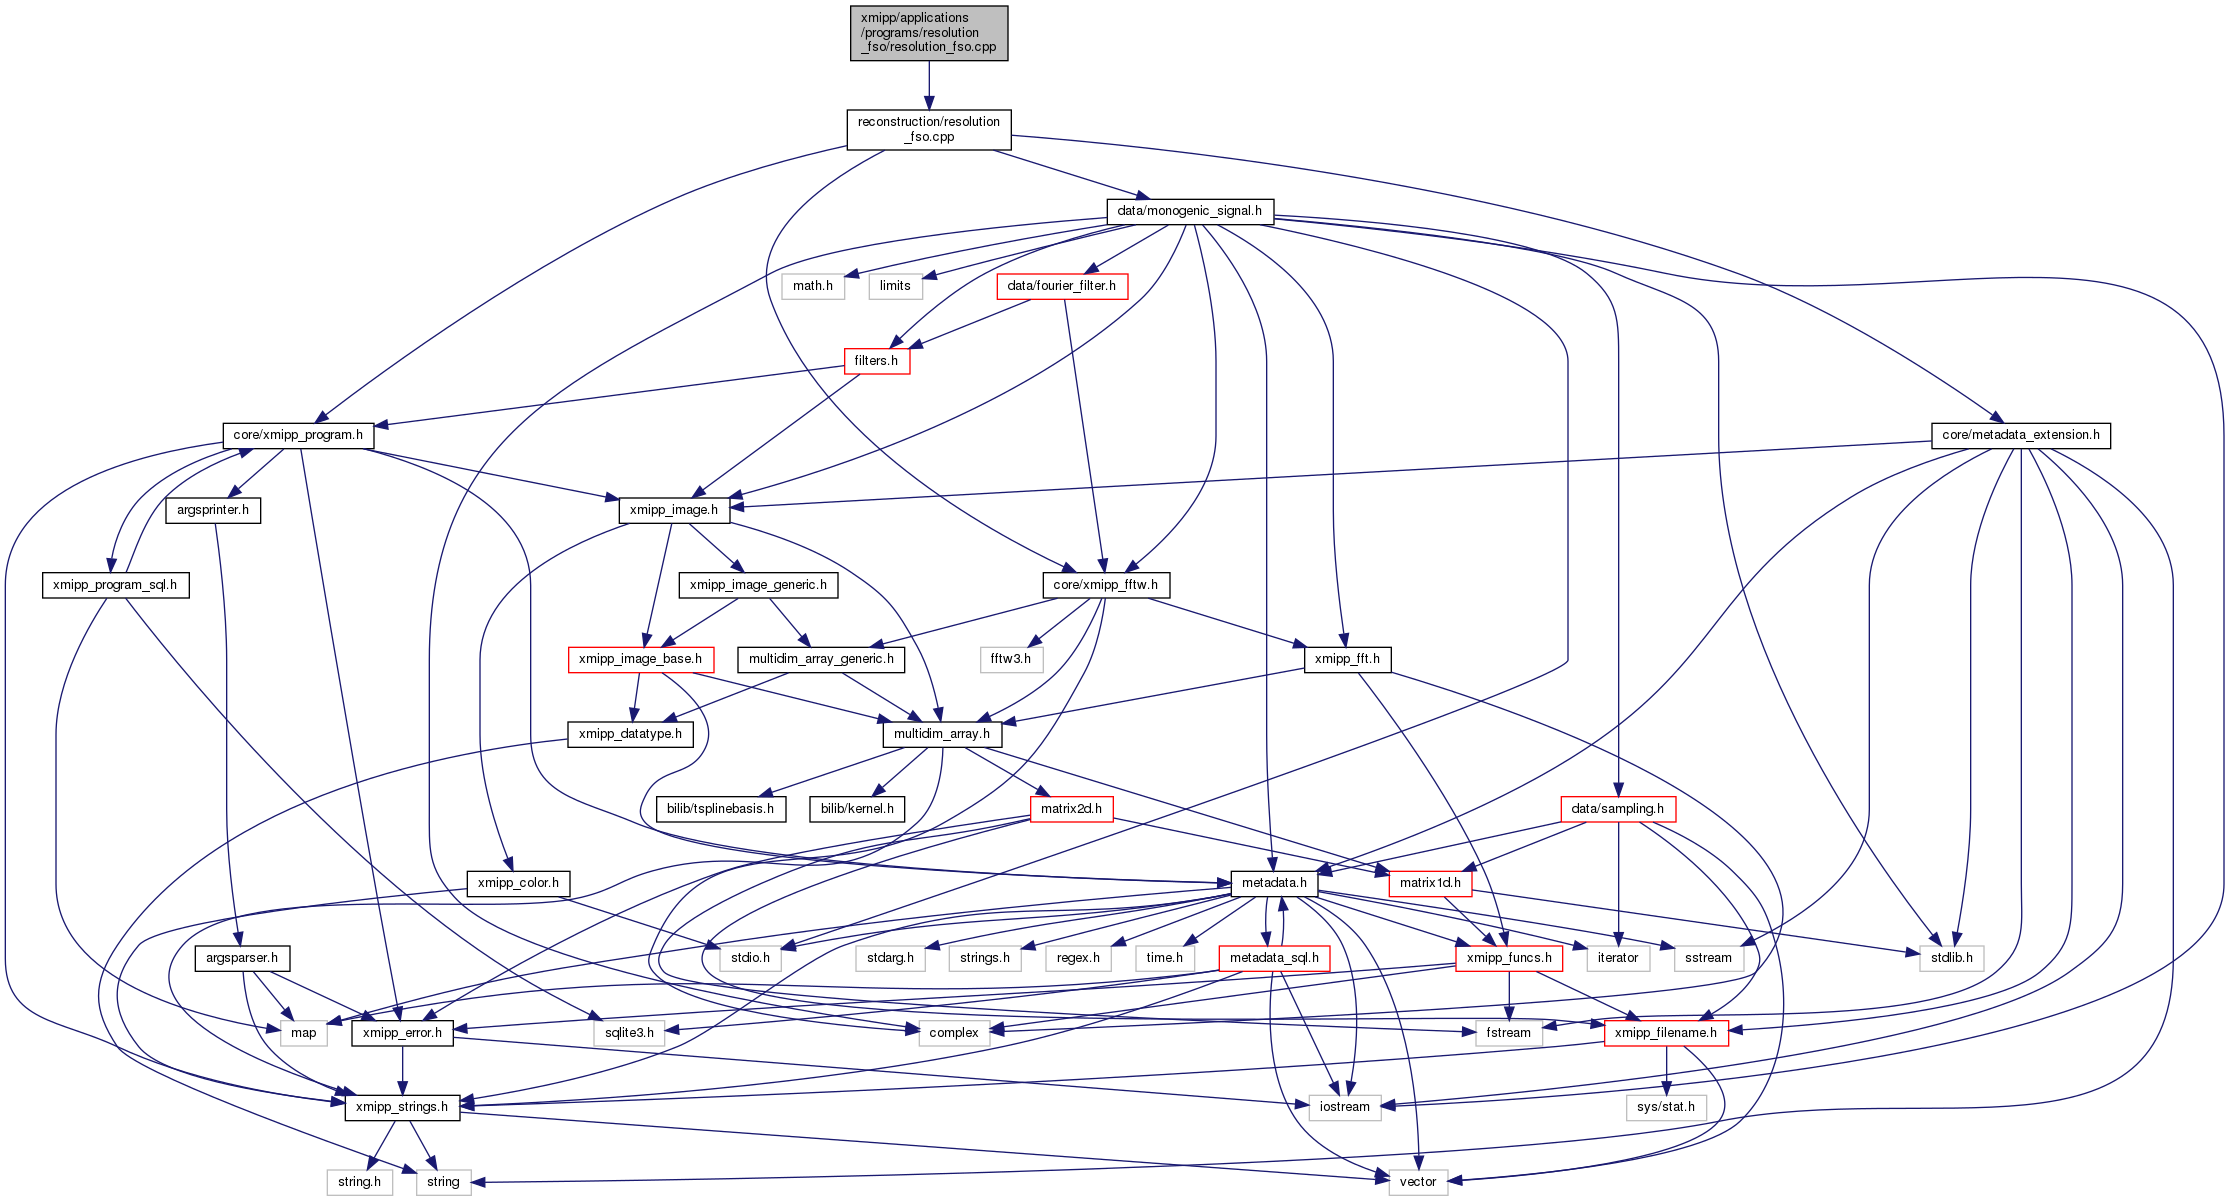 xmipp/applications
/programs/resolution
_fso/resolution_fso.cpp
reconstruction/resolution
_fso.cpp
data/monogenic_signal.h
math.h
limits
data/fourier_filter.h
filters.h
core/xmipp_program.h
core/metadata_extension.h
argsprinter.h
xmipp_image.h
xmipp_program_sql.h
xmipp_image_generic.h
core/xmipp_fftw.h
xmipp_image_base.h
multidim_array_generic.h
fftw3.h
xmipp_fft.h
xmipp_datatype.h
multidim_array.h
bilib/tsplinebasis.h
bilib/kernel.h
matrix2d.h
data/sampling.h
xmipp_color.h
metadata.h
matrix1d.h
argsparser.h
stdio.h
stdarg.h
strings.h
regex.h
time.h
metadata_sql.h
xmipp_funcs.h
iterator
sstream
stdlib.h
map
xmipp_error.h
sqlite3.h
complex
fstream
xmipp_filename.h
xmipp_strings.h
iostream
sys/stat.h
string.h
string
vector